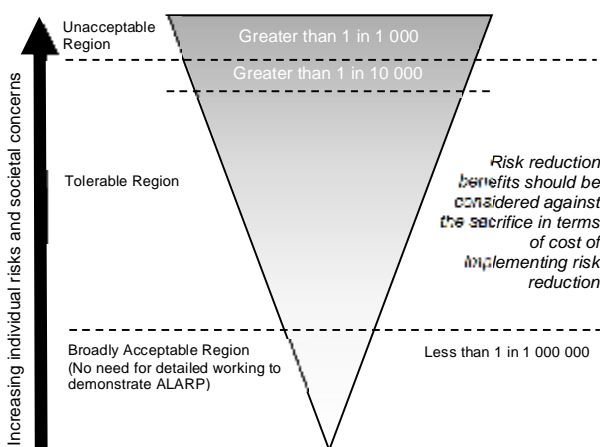 Unacceptable
Region
Greater than 1 in 1 000
Greater than 1 in 10 000
Increasing individual risks and societal concerns
Tolerable Region
Risk reduction
benefits should be
considered against
the sacrifice in terms
of cost of
implementing risk
reduction
Broadly Acceptable Region
(No need for detailed working to
demonstrate ALARP)
Less than 1 in 1 000 000